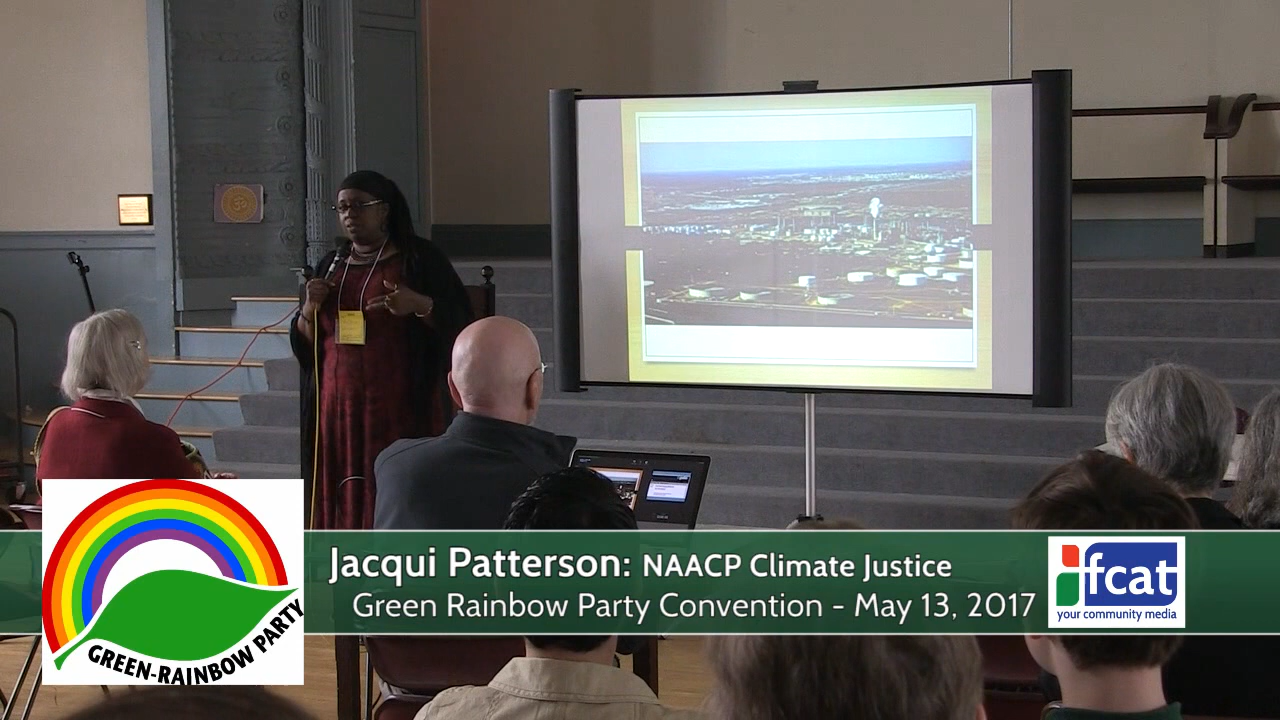 Jacqui Patterson: NAACP Climate Justice
Green Rainbow Party Convention - May 13, 2017
GREEN-RAINBOW PARTY
fcat
your community media